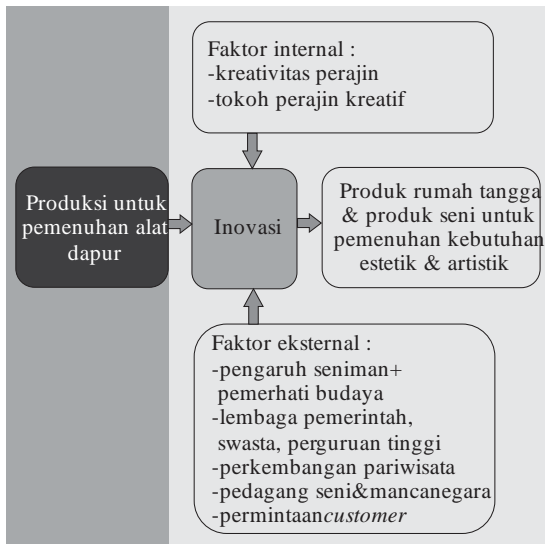 Faktor internal :
-kreativitas perajin
-tokoh perajin kreatif
Produksi untuk
pemenuhan alat
dapur
Inovasi
Produk rumah tangga
& produk seni untuk
pemenuhan kebutuhan
estetik & artistik
Faktor eksternal :
-pengaruh seniman+
pemerhati budaya
-lembaga pemerintah,
swasta, perguruan tinggi
-perkembangan pariwisata
-pedagang seni&mancanegara
-permintaancustomer